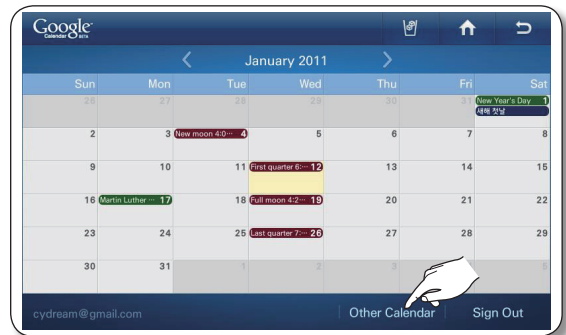 Google
Calendar BETA
January 2011
Sun Mon Tue Wed Thu Fri Sat
26 27 28 29 30 31 New Year's Day 1
새해 첫날
2 3 New moon 4:0… 4 5 6 7 8
9 10 11 First quarter 6:… 12 13 14 15
16 Martin Luther … 17 18 Full moon 4:2… 19 20 21 22
23 24 25 Last quarter 7:… 26 27 28 29
30 31 1 2 3 5
cydream@gmail.com Other Calendar Sign Out